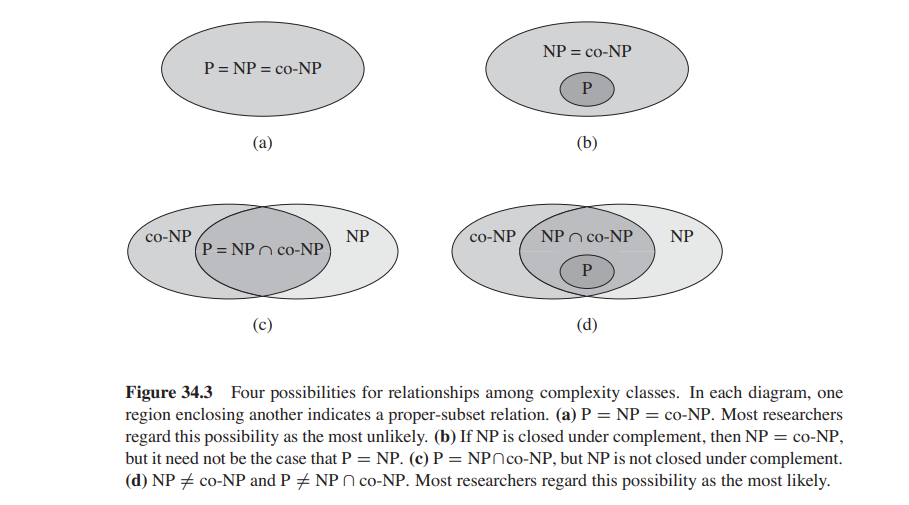 P = NP = co-NP
(a)
NP = co-NP
P
(b)
co-NP
P = NP ∩ co-NP
NP
(c)
co-NP
NP ∩ co-NP
NP
P
(d)
Figure 34.3 Four possibilities for relationships among complexity classes. In each diagram, one
region enclosing another indicates a proper-subset relation. (a) P = NP = co-NP. Most researchers
regard this possibility as the most unlikely. (b) If NP is closed under complement, then NP = co-NP,
but it need not be the case that P = NP. (c) P = NP∩co-NP, but NP is not closed under complement.
(d) NP ≠ co-NP and P ≠ NP ∩ co-NP. Most researchers regard this possibility as the most likely.